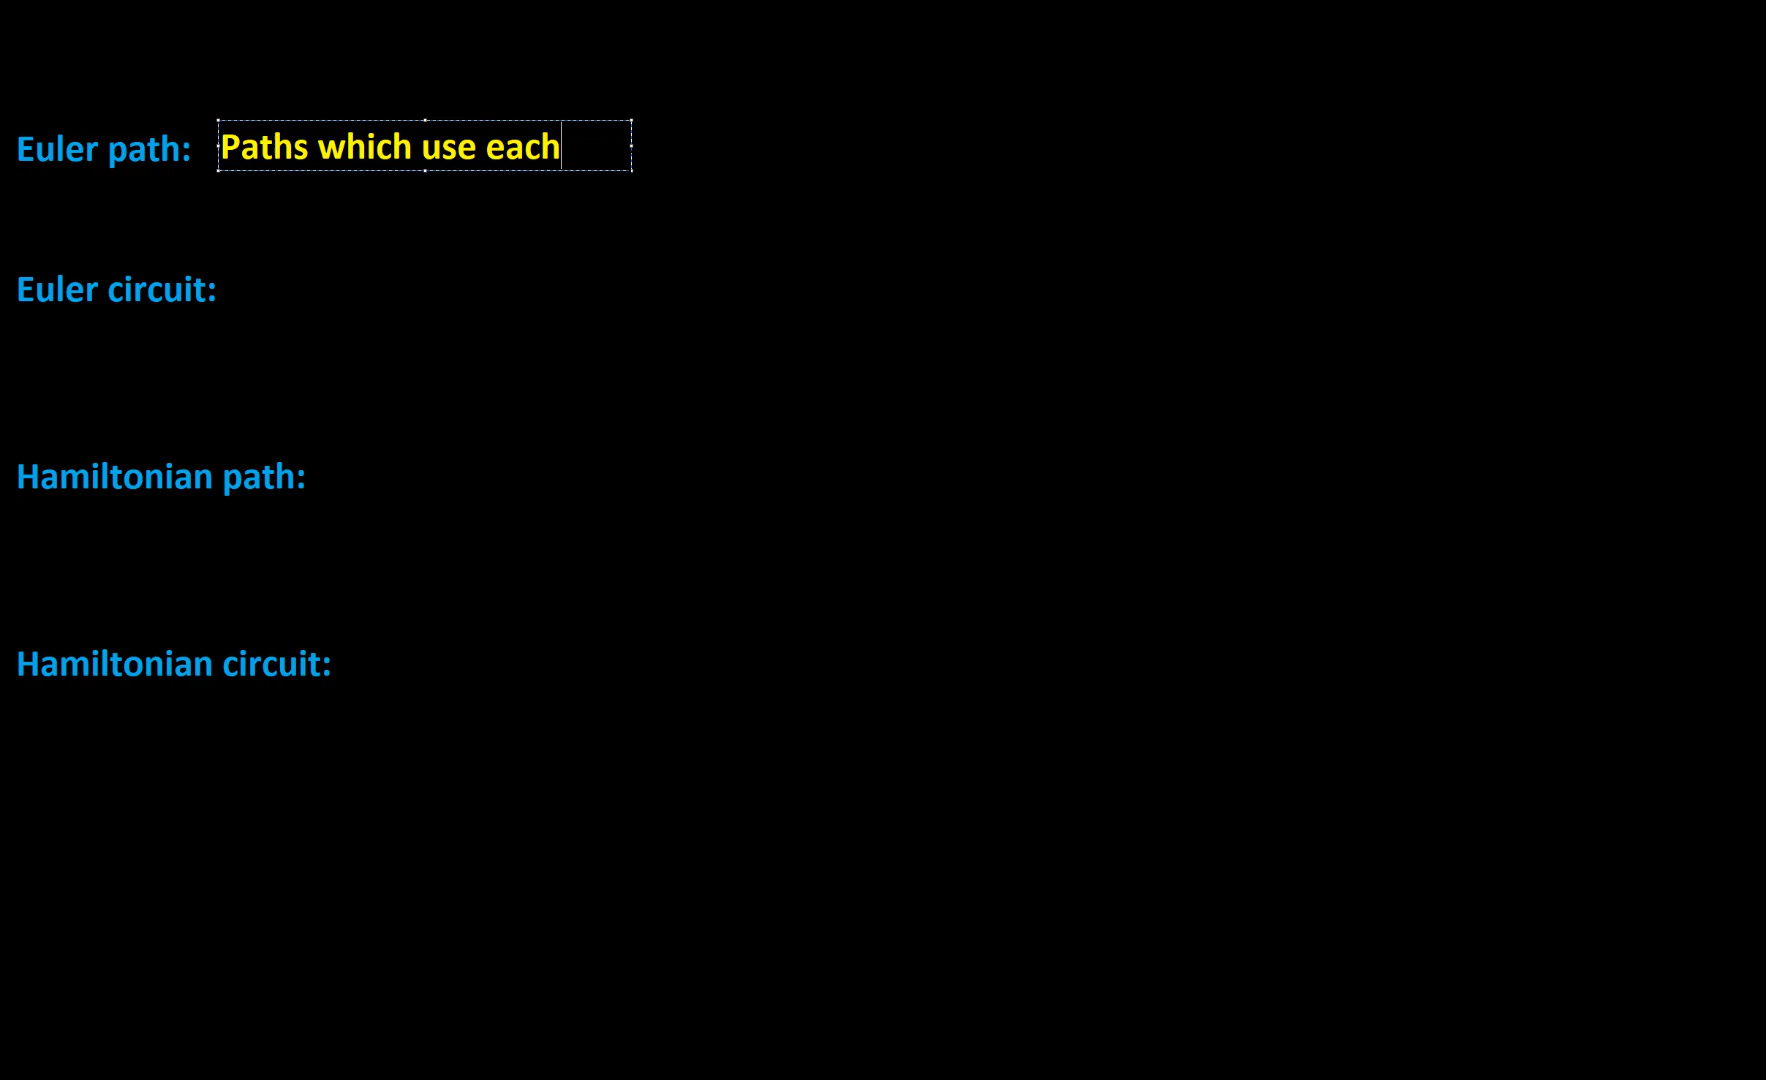 Euler path: Paths which use each
Euler circuit:
Hamiltonian path:
Hamiltonian circuit: